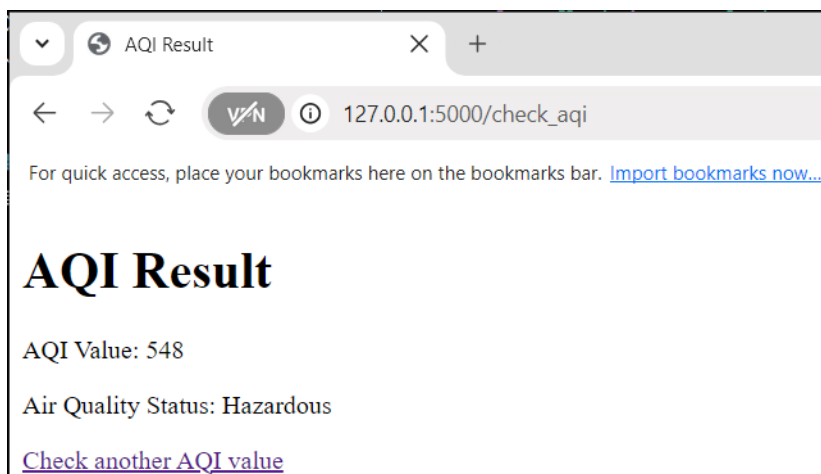 AQI Result
VPN 127.0.0.1:5000/check_aqi
For quick access, place your bookmarks here on the bookmarks bar. Import bookmarks now...
AQI Result
AQI Value: 548
Air Quality Status: Hazardous
Check another AQI value